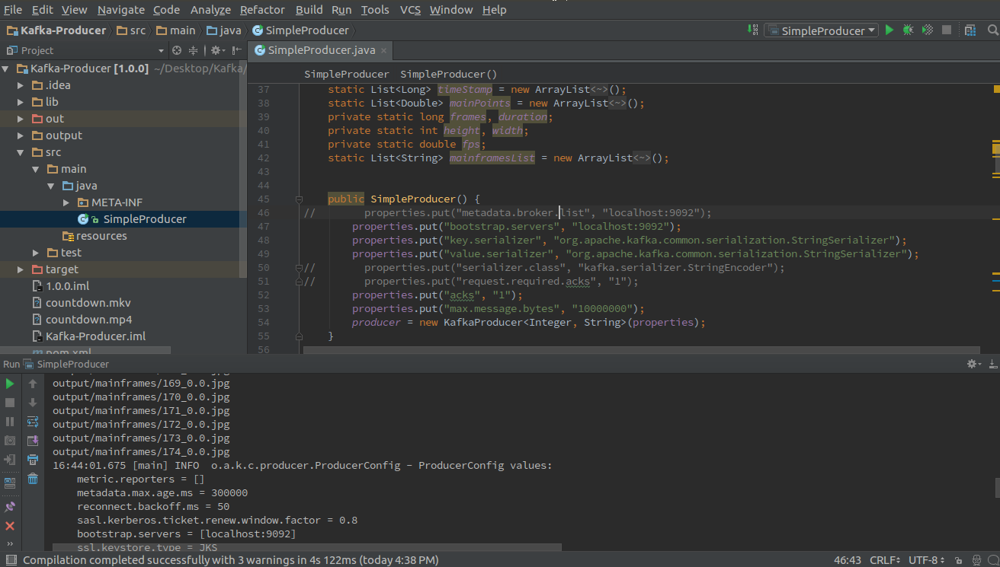 File Edit View Navigate Code Analyze Refactor Build Run Tools VCS Window Help
Kafka-Producer src main java SimpleProducer SimpleProducer
Project SimpleProducer.java
Kafka-Producer [1.0.0] ~/Desktop/Kafka/
.idea
lib
out
output
src
main
java
META-INF
SimpleProducer
resources
test
target
1.0.0.iml
countdown.mkv
countdown.mp4
Kafka-Producer.iml
pom.xml
SimpleProducer SimpleProducer()
37 static List<Long> timeStamp = new ArrayList<~>();
38 static List<Double> mainPoints = new ArrayList<~>();
39 private static long frames, duration;
40 private static int height, width;
41 private static double fps;
42 static List<String> mainframesList = new ArrayList<~>();
43
44
45 public SimpleProducer() {
46 // properties.put("metadata.broker.list", "localhost:9092");
47 properties.put("bootstrap.servers", "localhost:9092");
48 properties.put("key.serializer", "org.apache.kafka.common.serialization.StringSerializer");
49 properties.put("value.serializer", "org.apache.kafka.common.serialization.StringSerializer");
50 // properties.put("serializer.class", "kafka.serializer.StringEncoder");
51 // properties.put("request.required.acks", "1");
52 properties.put("acks", "1");
53 properties.put("max.message.bytes", "10000000");
54 producer = new KafkaProducer<Integer, String>(properties);
55 }
56
Run SimpleProducer
output/mainframes/169_0.0.jpg
output/mainframes/170_0.0.jpg
output/mainframes/171_0.0.jpg
output/mainframes/172_0.0.jpg
output/mainframes/173_0.0.jpg
output/mainframes/174_0.0.jpg
16:44:01.675 [main] INFO o.a.k.c.producer.ProducerConfig - ProducerConfig values:
metric.reporters = []
metadata.max.age.ms = 300000
reconnect.backoff.ms = 50
sasl.kerberos.ticket.renew.window.factor = 0.8
bootstrap.servers = [localhost:9092]
ssl.keystore.type = JKS
Compilation completed successfully with 3 warnings in 4s 122ms (today 4:38 PM) 46:43 CRLF UTF-8